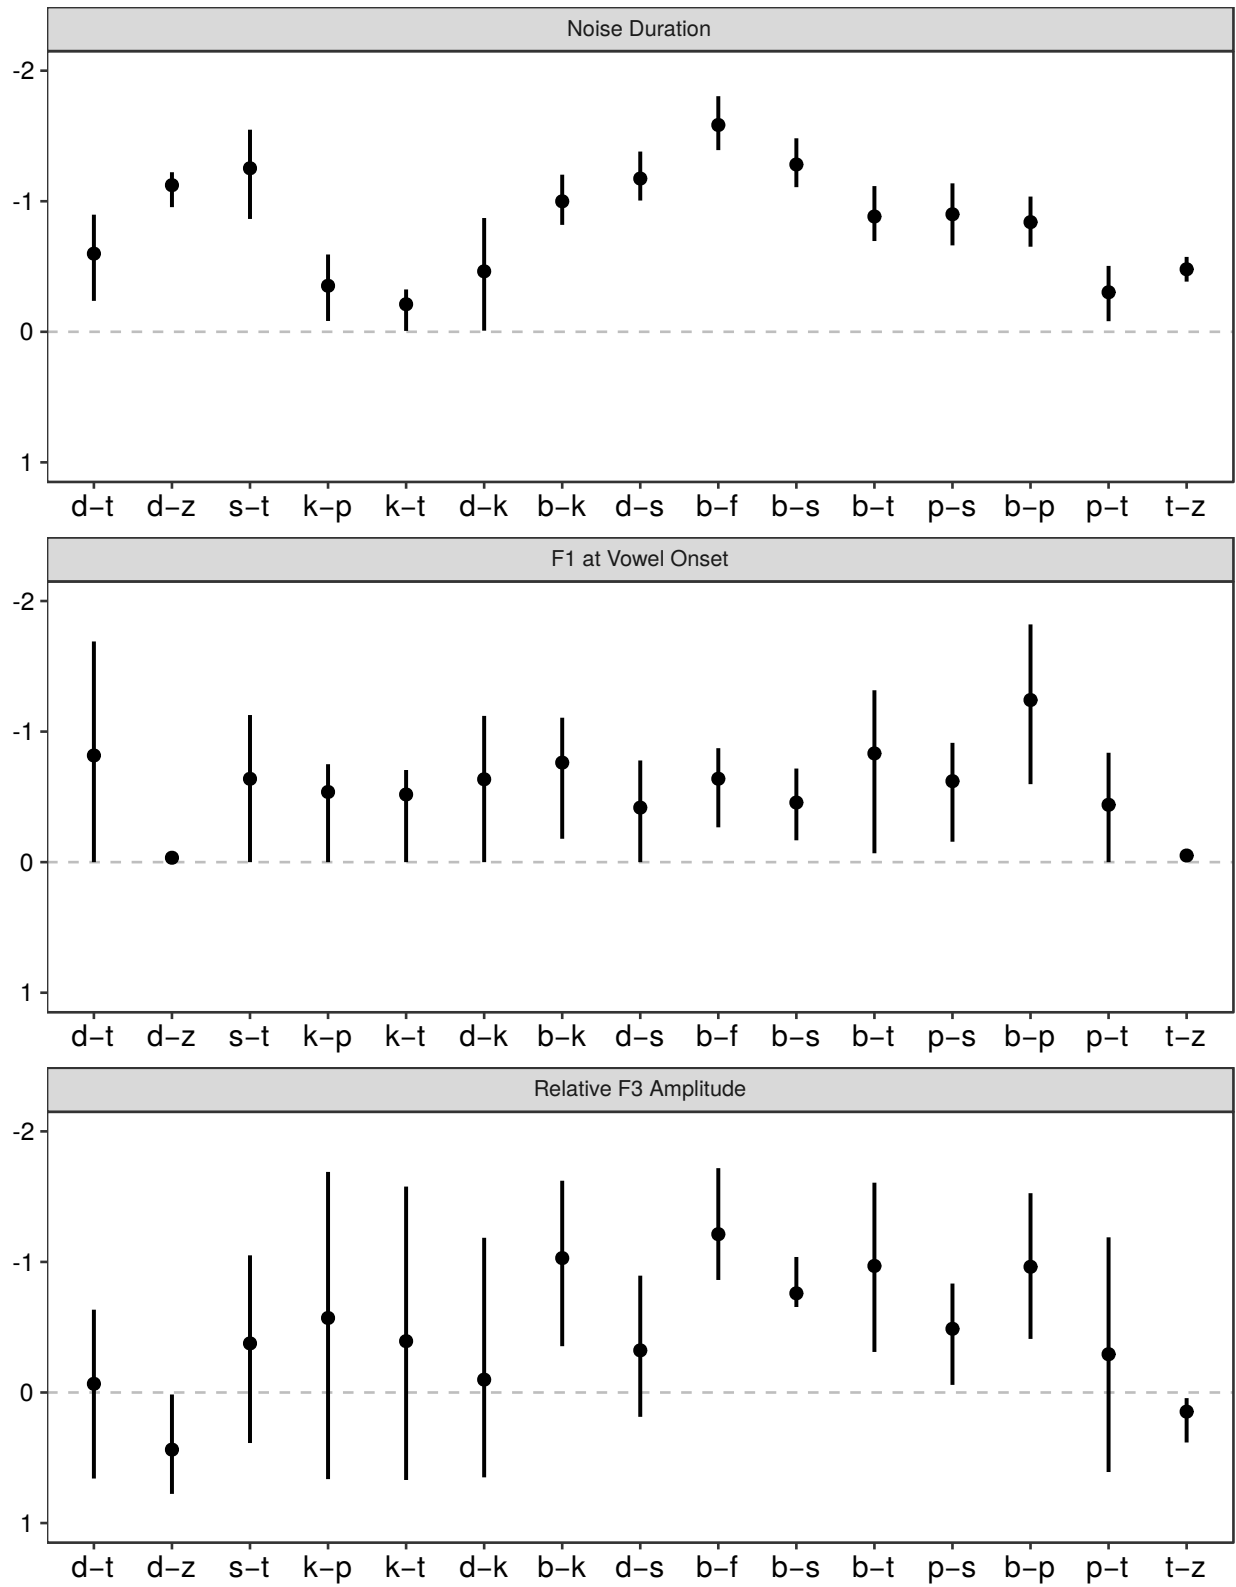 Noise Duration
-2
-1
0
1
d–t d–z s–t k–p k–t d–k b–k d–s b–f b–s b–t p–s b–p p–t t–z
F1 at Vowel Onset
-2
-1
0
1
d–t d–z s–t k–p k–t d–k b–k d–s b–f b–s b–t p–s b–p p–t t–z
Relative F3 Amplitude
-2
-1
0
1
d–t d–z s–t k–p k–t d–k b–k d–s b–f b–s b–t p–s b–p p–t t–z